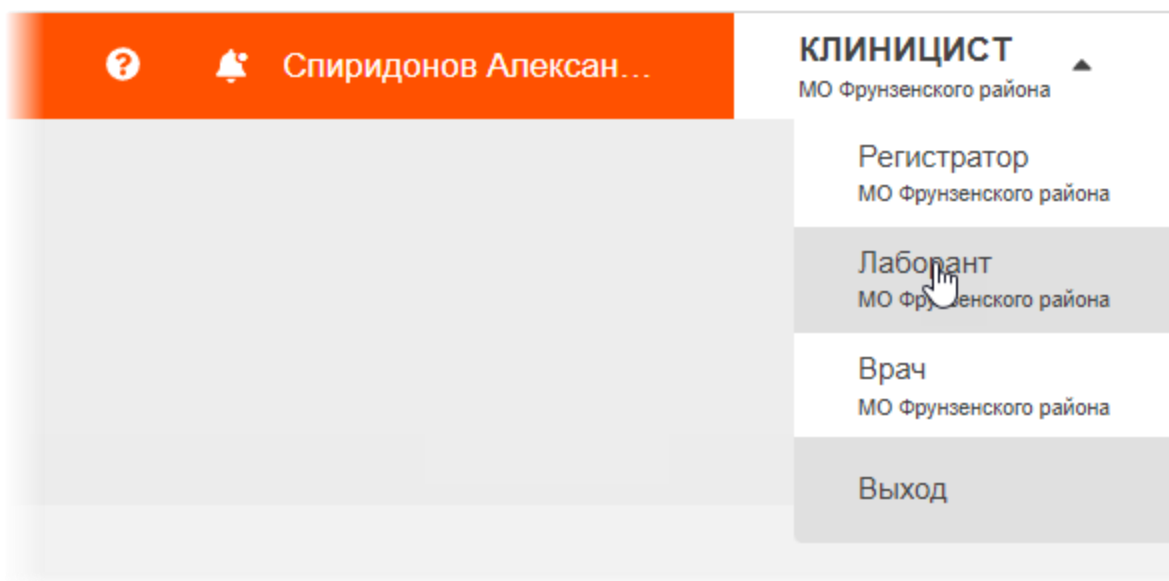 Спиридонов Алексан...
КЛИНИЦИСТ
МО Фрунзенского района
Регистратор
МО Фрунзенского района
Лаборант
МО Фрунзенского района
Врач
МО Фрунзенского района
Выход